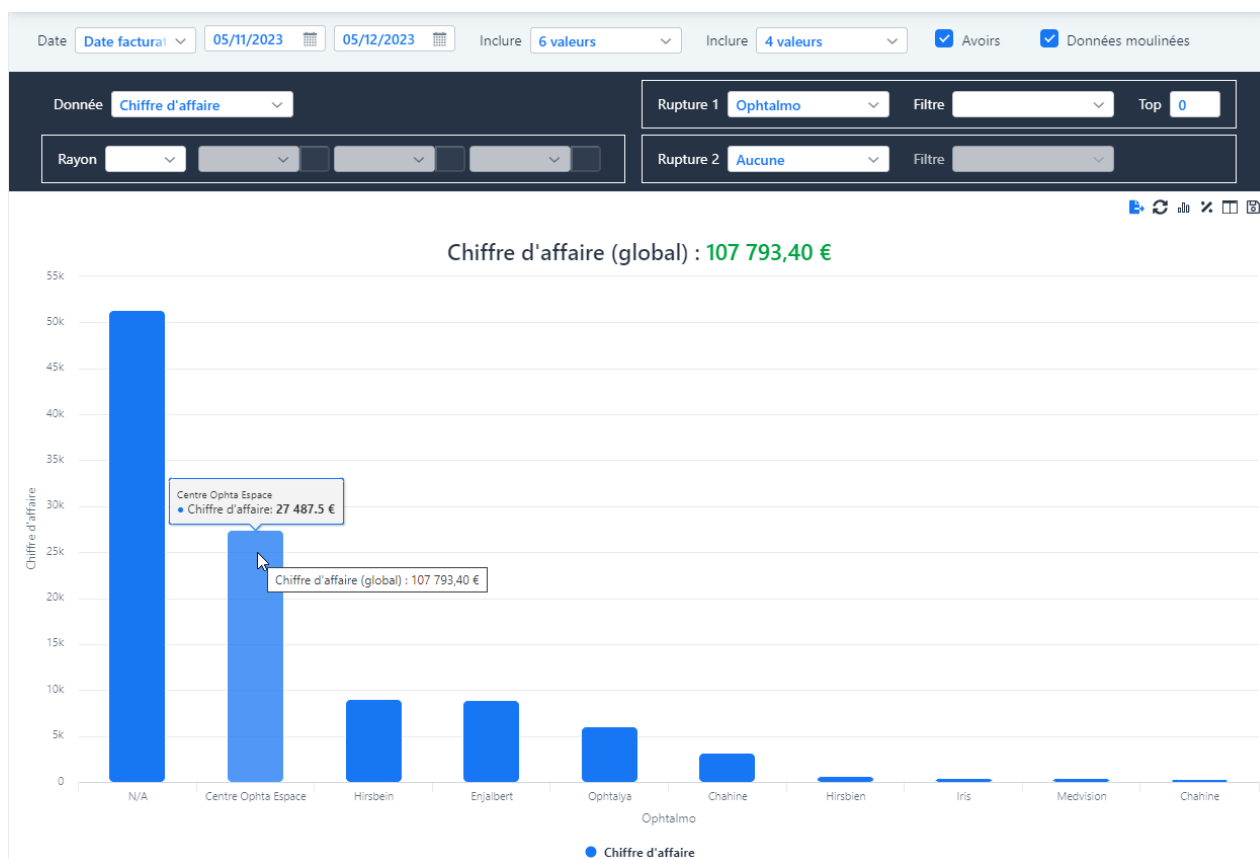 Date Date facturat 05/11/2023 05/12/2023 Inclure 6 valeurs Inclure 4 valeurs Avoirs Données moulinées
Donnée Chiffre d'affaire Rupture 1 Ophtalmo Filtre Top 0
Rayon Rupture 2 Aucune Filtre
Chiffre d'affaire (global) : 107 793,40 €
55k
50k
45k
40k
35k
30k
25k
20k
15k
10k
5k
0
Chiffre d'affaire
Centre Ophta Espace
Chiffre d'affaire: 27 487.5 €
Chiffre d'affaire (global) : 107 793,40 €
N/A Centre Ophta Espace Hirsbein Enjalbert Ophtalya Chahine Hirsbien Iris Medvision Chahine
Ophtalmo
Chiffre d'affaire